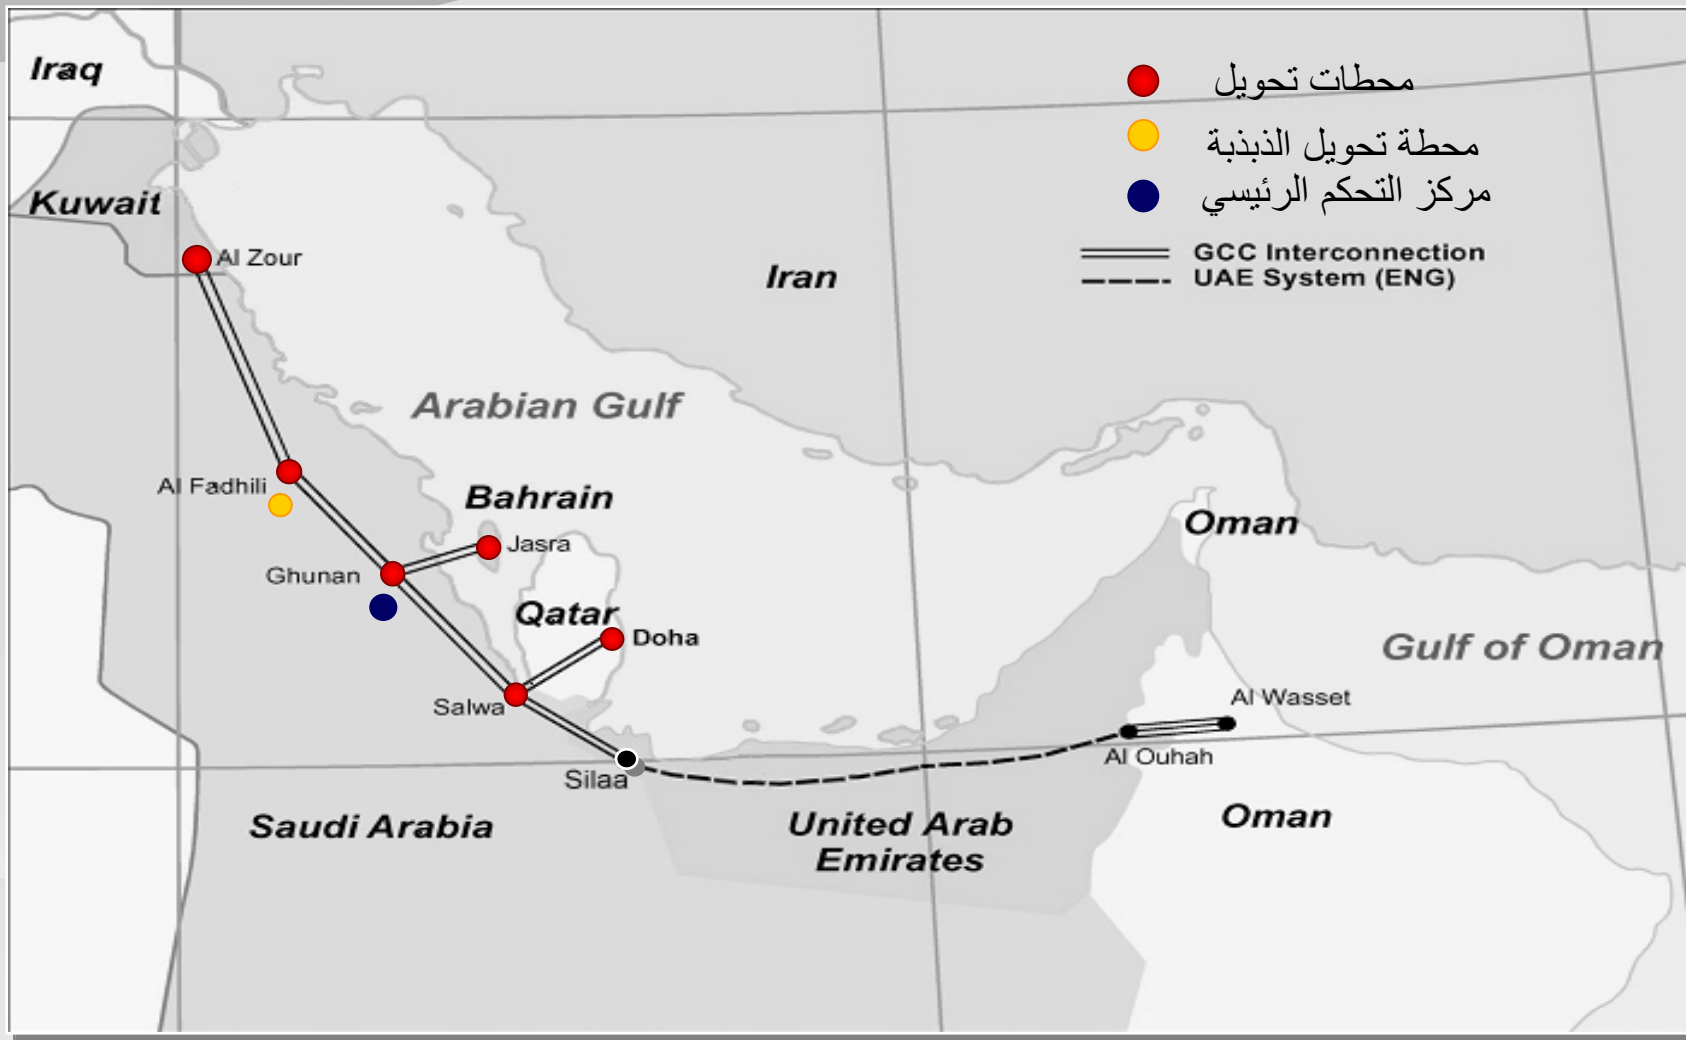 Iraq
محطات تحويل
محطة تحويل الذبذبة
مركز التحكم الرئيسي
Kuwait
Al Zour
GCC Interconnection
UAE System (ENG)
Iran
Arabian Gulf
Al Fadhili
Bahrain
Jasra
Oman
Ghunan
Qatar
Doha
Gulf of Oman
Salwa
Al Wasset
Al Ouhah
Silaa
Saudi Arabia
United Arab
Emirates
Oman